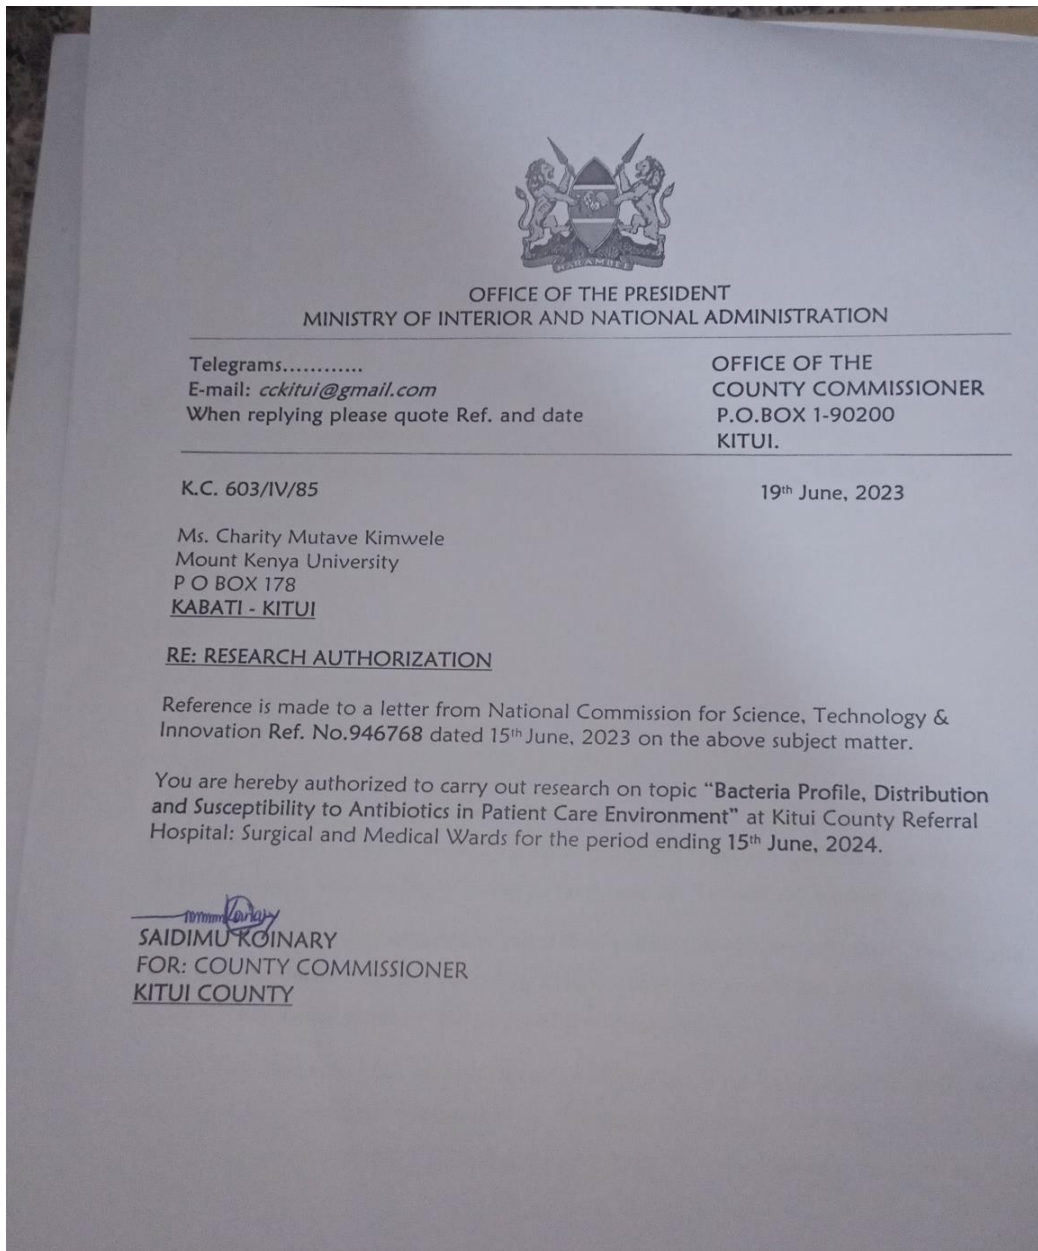 HARAMBEE
OFFICE OF THE PRESIDENT
MINISTRY OF INTERIOR AND NATIONAL ADMINISTRATION
Telegrams............
E-mail: cckitui@gmail.com
When replying please quote Ref. and date
OFFICE OF THE
COUNTY COMMISSIONER
P.O.BOX 1-90200
KITUI.
K.C. 603/IV/85
19th June, 2023
Ms. Charity Mutave Kimwele
Mount Kenya University
P O BOX 178
KABATI - KITUI
RE: RESEARCH AUTHORIZATION
Reference is made to a letter from National Commission for Science, Technology &
Innovation Ref. No.946768 dated 15th June, 2023 on the above subject matter.
You are hereby authorized to carry out research on topic “Bacteria Profile, Distribution
and Susceptibility to Antibiotics in Patient Care Environment” at Kitui County Referral
Hospital: Surgical and Medical Wards for the period ending 15th June, 2024.
SAIDIMU KOINARY
FOR: COUNTY COMMISSIONER
KITUI COUNTY